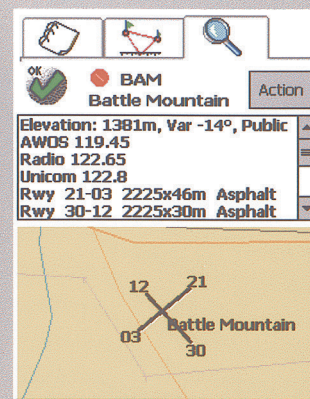 OK
BAM
Battle Mountain
Action
Elevation: 1381m, Var -14°, Public
AWOS 119.45
Radio 122.65
Unicom 122.8
Rwy 21-03 2225x46m Asphalt
Rwy 30-12 2225x30m Asphalt
12 21
Battle Mountain
03
30